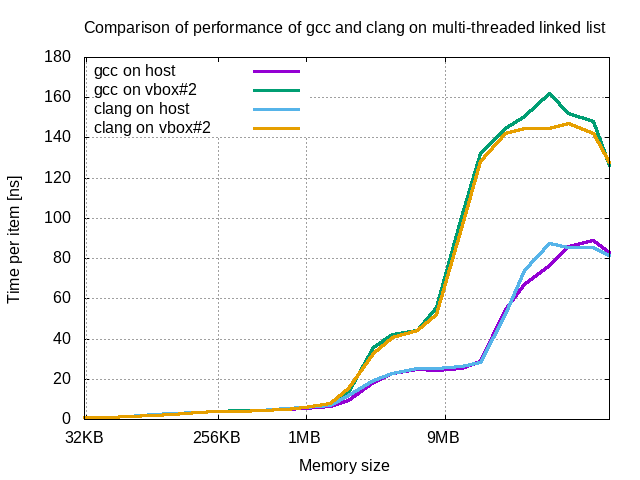 Comparison of performance of gcc and clang on multi-threaded linked list
180
160
140
120
100
80
60
40
20
0
Time per item [ns]
gcc on host
gcc on vbox#2
clang on host
clang on vbox#2
32KB 256KB 1MB 9MB
Memory size